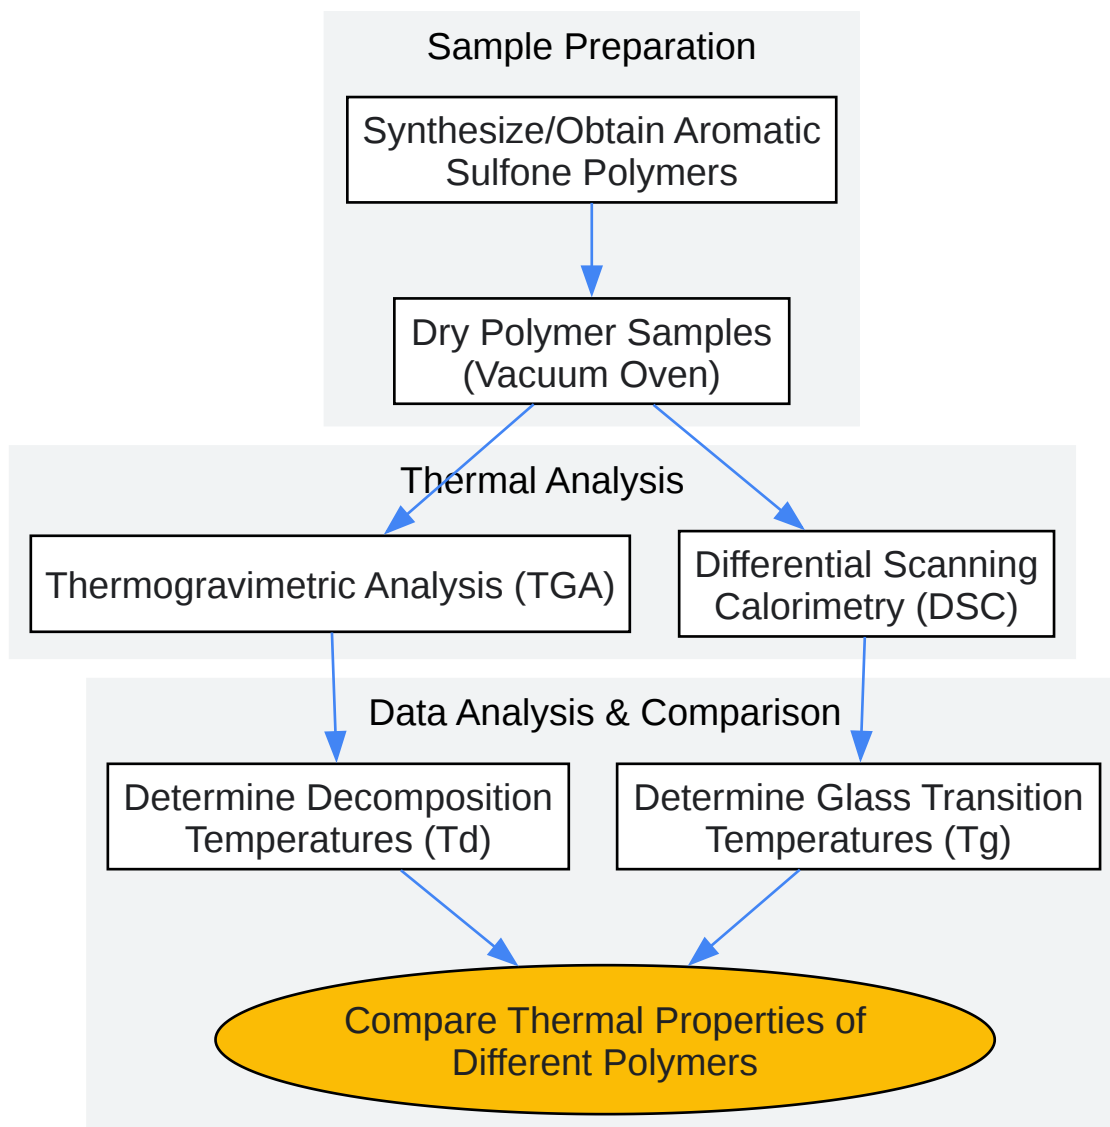 Sample Preparation
Synthesize/Obtain Aromatic
Sulfone Polymers
Dry Polymer Samples
(Vacuum Oven)
Thermal Analysis
Thermogravimetric Analysis (TGA)
Differential Scanning
Calorimetry (DSC)
Data Analysis & Comparison
Determine Decomposition
Temperatures (Td)
Determine Glass Transition
Temperatures (Tg)
Compare Thermal Properties of
Different Polymers